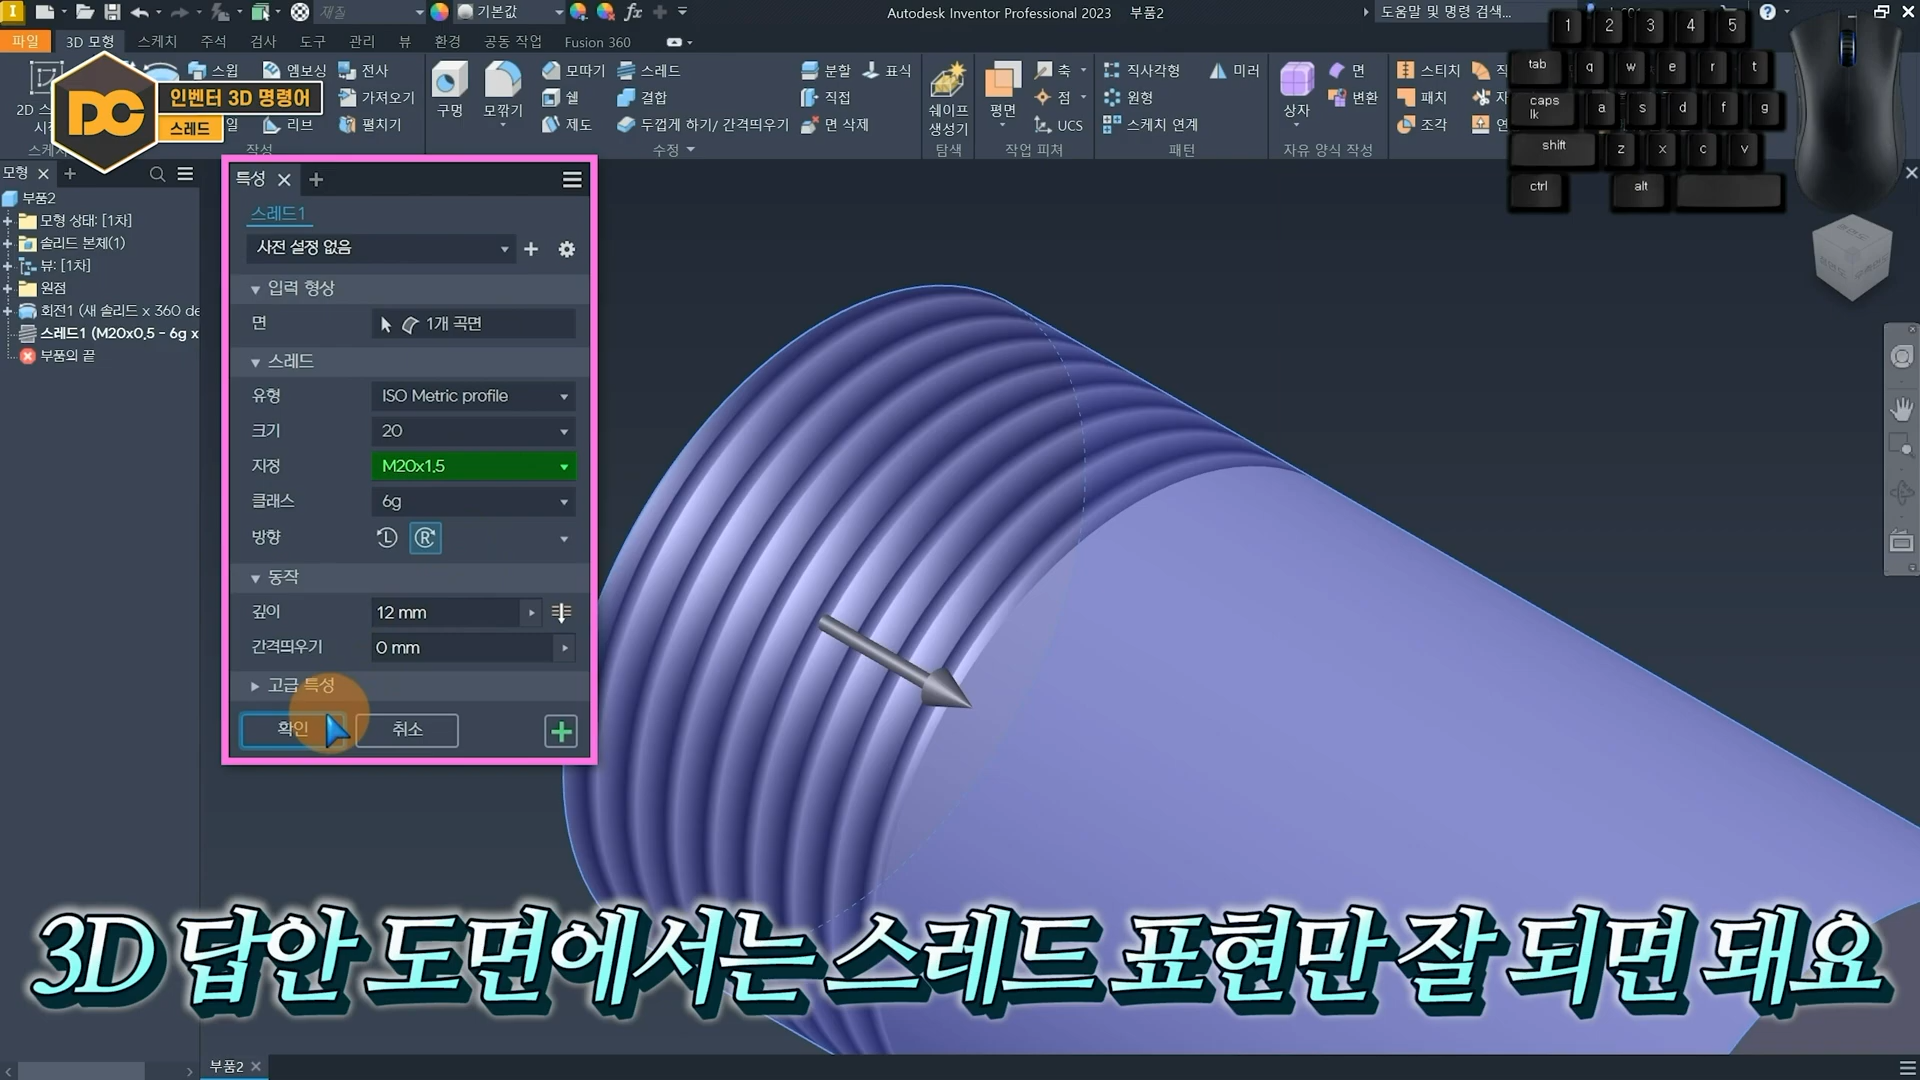 재질
기본값
Autodesk Inventor Professional 2023 부품2
도움말 및 명령 검색...
파일 3D 모형 스케치 주석 검사 도구 관리 뷰 환경 공동 작업 Fusion 360
스윕 엠보싱 전사
가져오기
리브 펼치기
작성
구멍 모깎기
모따기 스레드
쉘 결합
제도 두껍게 하기/ 간격띄우기
분할 표식
직접
면 삭제
수정
쉐이프
생성기
탐색
평면
축
점
UCS
작업 피쳐
직사각형 미러
원형
스케치 연계
패턴
상자
면
변환
자유 양식 작성
스티치
패치
조각
DC
인벤터 3D 명령어
스레드
1 2 3 4 5
tab q w e r t
caps lk a s d f g
shift z x c v
ctrl alt
모형
부품2
모형 상태: [1차]
솔리드 본체(1)
뷰: [1차]
원점
회전1 (새 솔리드 x 360 de
스레드1 (M20x0.5 - 6g x
부품의 끝
특성
스레드1
사전 설정 없음
입력 형상
면 1개 곡면
스레드
유형 ISO Metric profile
크기 20
지정 M20x1.5
클래스 6g
방향 L R
동작
깊이 12 mm
간격띄우기 0 mm
고급 특성
확인 취소
3D 답안 도면에서는 스레드 표현만 잘 되면 돼요
부품2